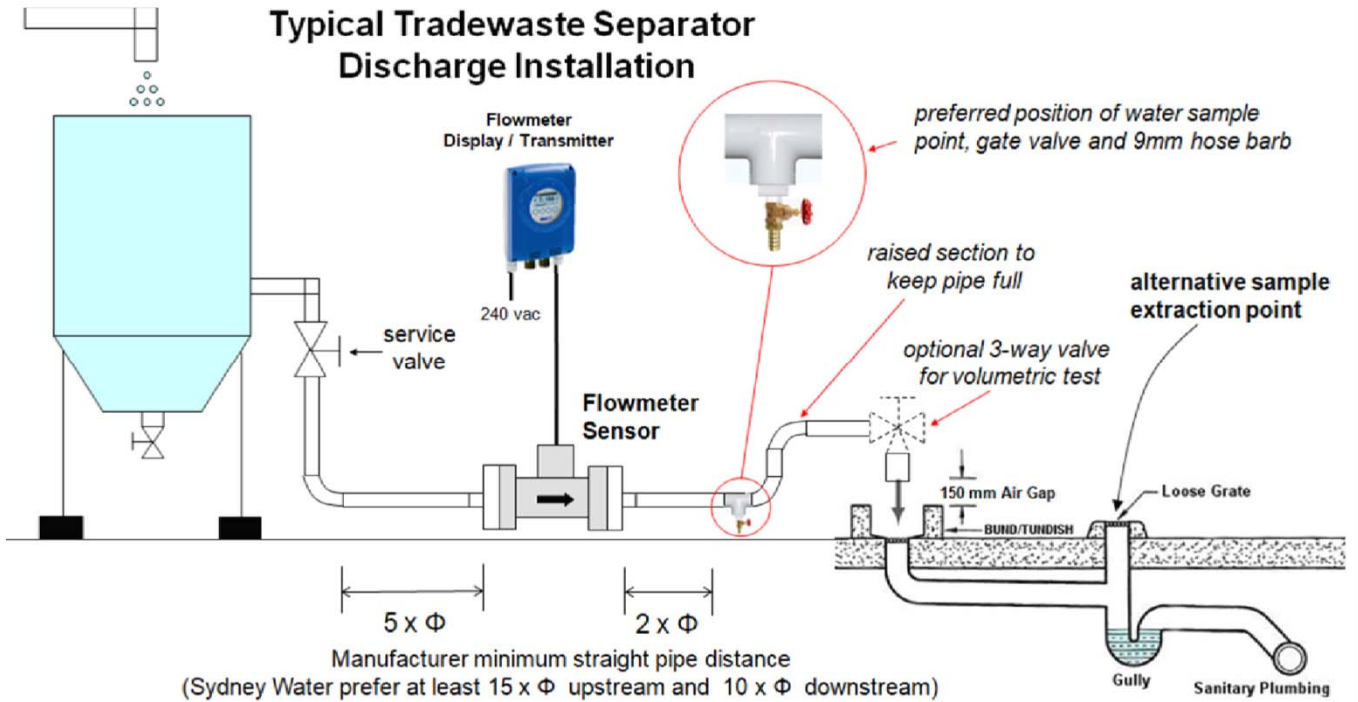 Typical Tradewaste Separator
Discharge Installation
Flowmeter
Display / Transmitter
preferred position of water sample
point, gate valve and 9mm hose barb
raised section to
keep pipe full
alternative sample
extraction point
240 vac
service
valve
optional 3-way valve
for volumetric test
Flowmeter
Sensor
150 mm Air Gap
Loose Grate
BUND/TUNDISH
5 x Φ
2 x Φ
Manufacturer minimum straight pipe distance
(Sydney Water prefer at least 15 x Φ upstream and 10 x Φ downstream)
Gully
Sanitary Plumbing